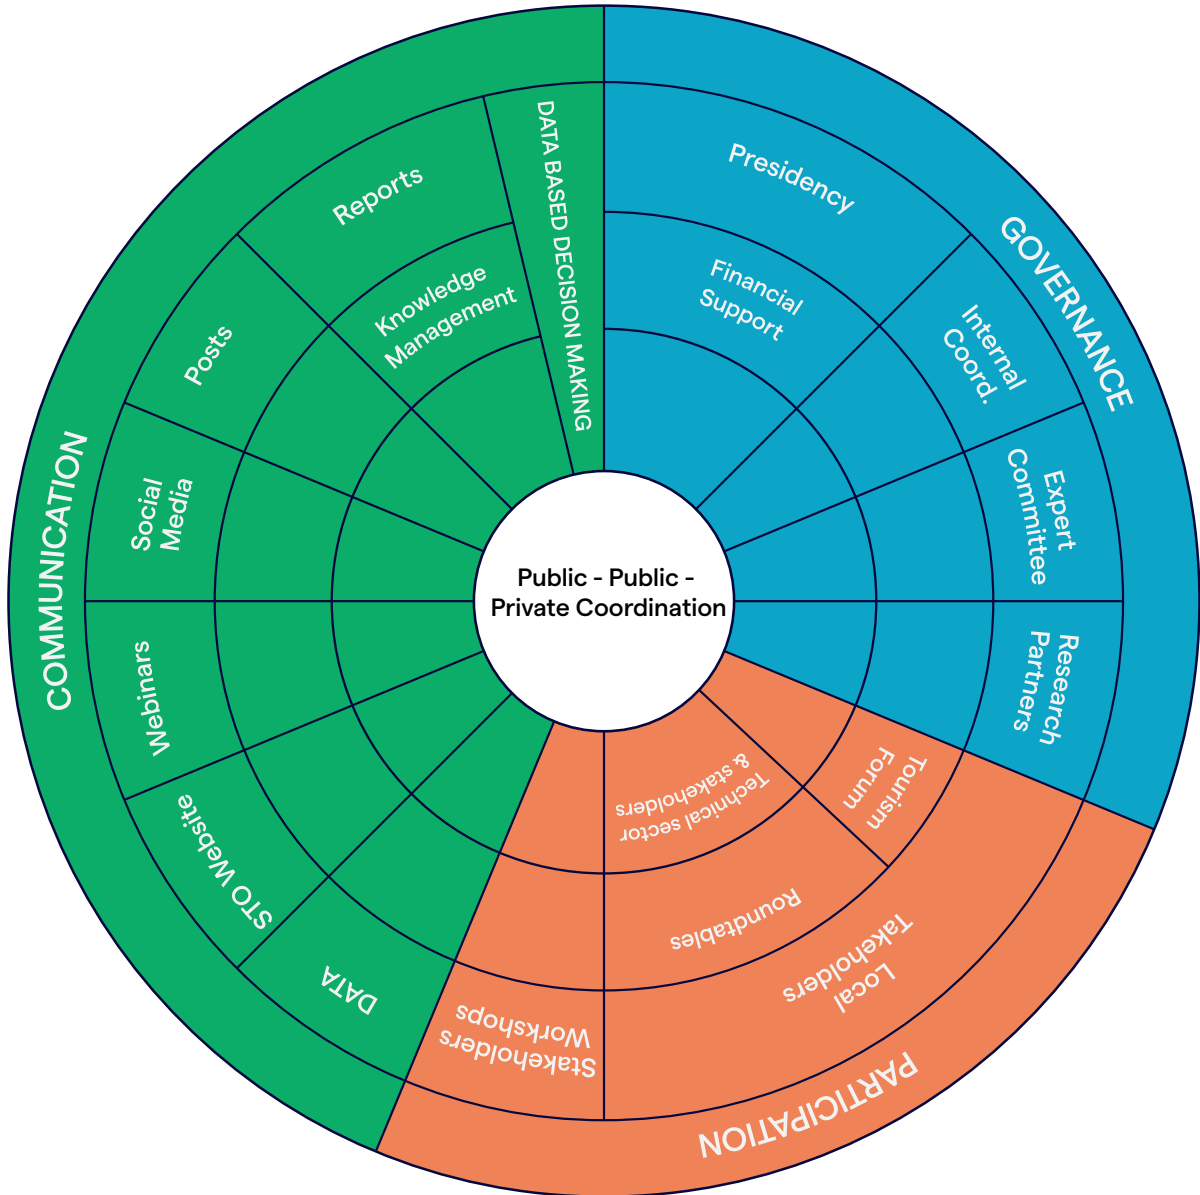 Public - Public -
Private Coordination
GOVERNANCE
Presidency
Financial
Support
Internal
Coord.
Expert
Committee
Research
Partners
PARTICIPATION
Tourism
Forum
Technical sector
& stakeholders
Roundtables
Local
Takeholders
Stakeholders
Workshops
COMMUNICATION
DATA
STO Website
Webinars
Social
Media
Posts
Reports
Knowledge
Management
DATA BASED DECISION MAKING